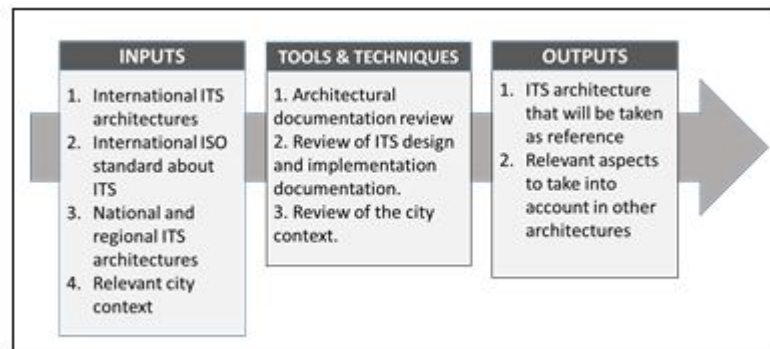 INPUTS
1. International ITS
architectures
2. International ISO
standard about
ITS
3. National and
regional ITS
architectures
4. Relevant city
context
TOOLS & TECHNIQUES
1. Architectural
documentation review
2. Review of ITS design
and implementation
documentation.
3. Review of the city
context.
OUTPUTS
1. ITS architecture
that will be taken
as reference
2. Relevant aspects
to take into
account in other
architectures